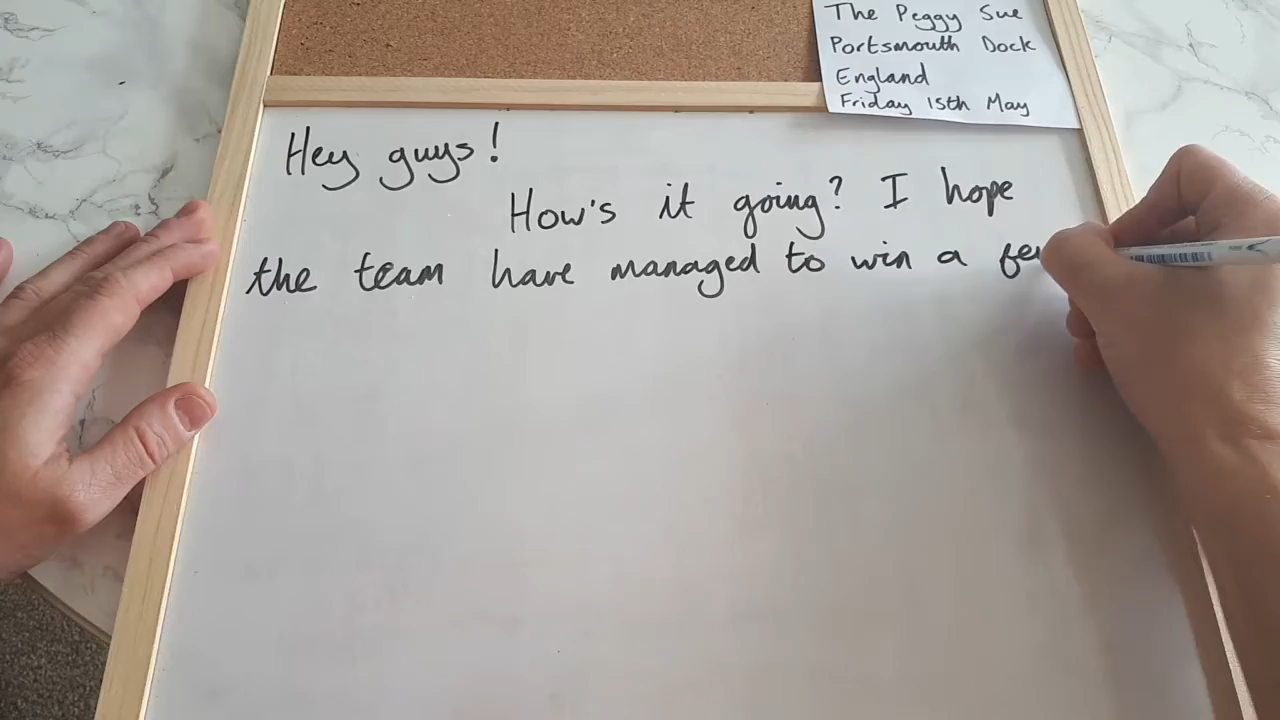 The Peggy Sue
Portsmouth Dock
England
Friday 15th May
Hey guys!
How's it going? I hope
the team have managed to win a